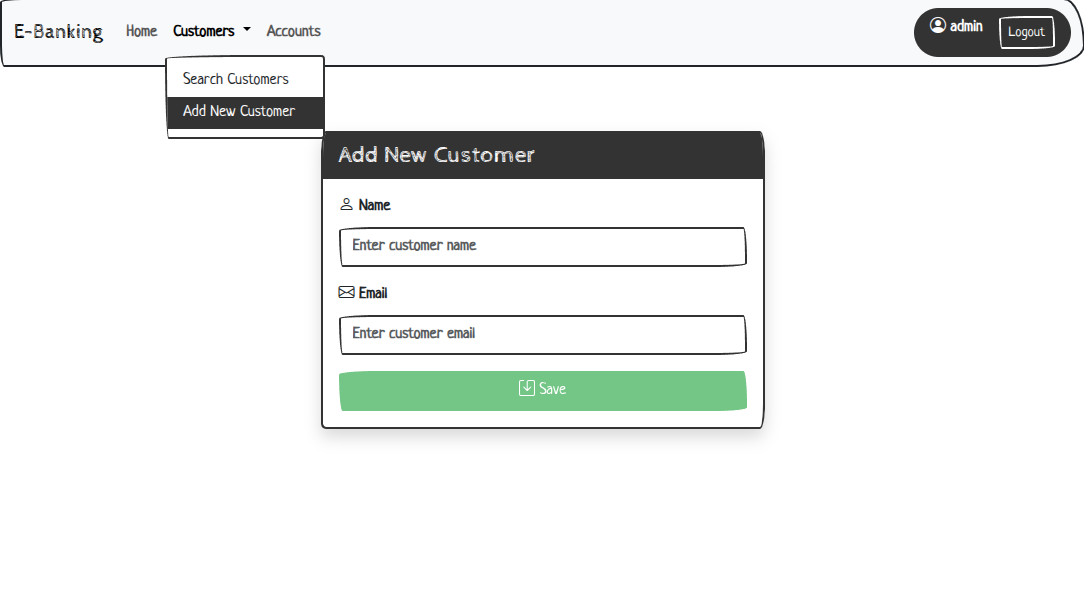 E-Banking Home Customers Accounts admin Logout
Search Customers
Add New Customer
Add New Customer
Name
Enter customer name
Email
Enter customer email
Save